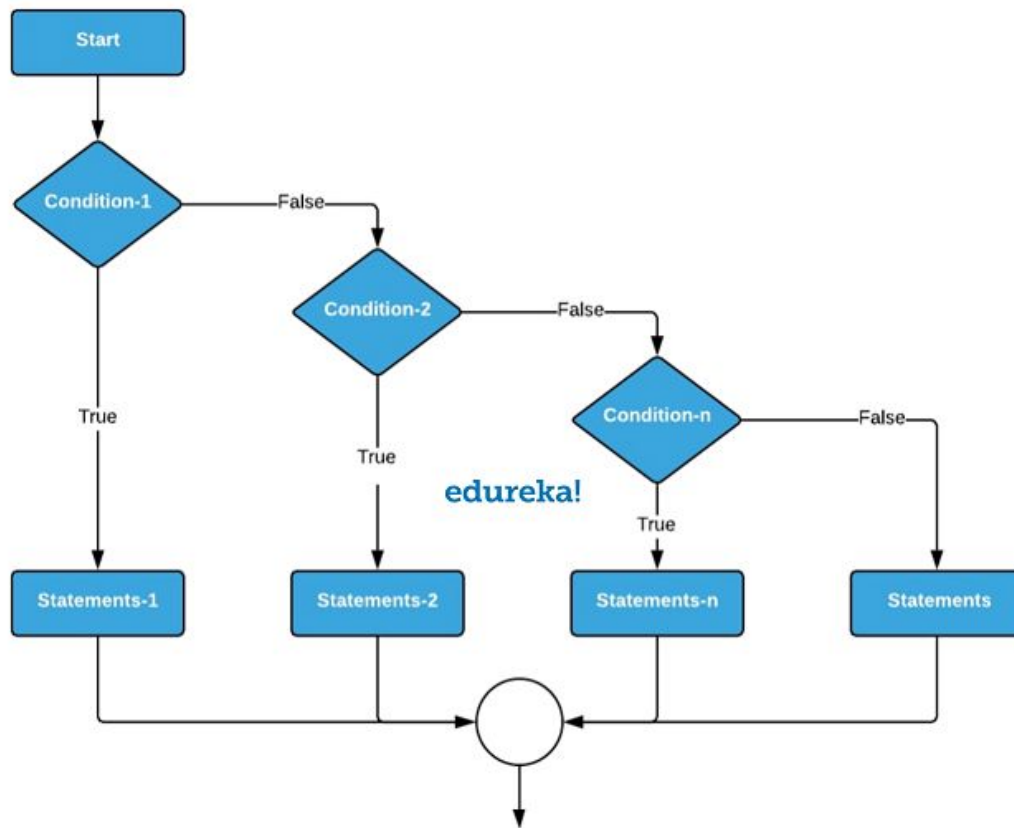 Start
Condition-1
False
Condition-2
False
Condition-n
False
True
True
edureka!
True
Statements-1
Statements-2
Statements-n
Statements